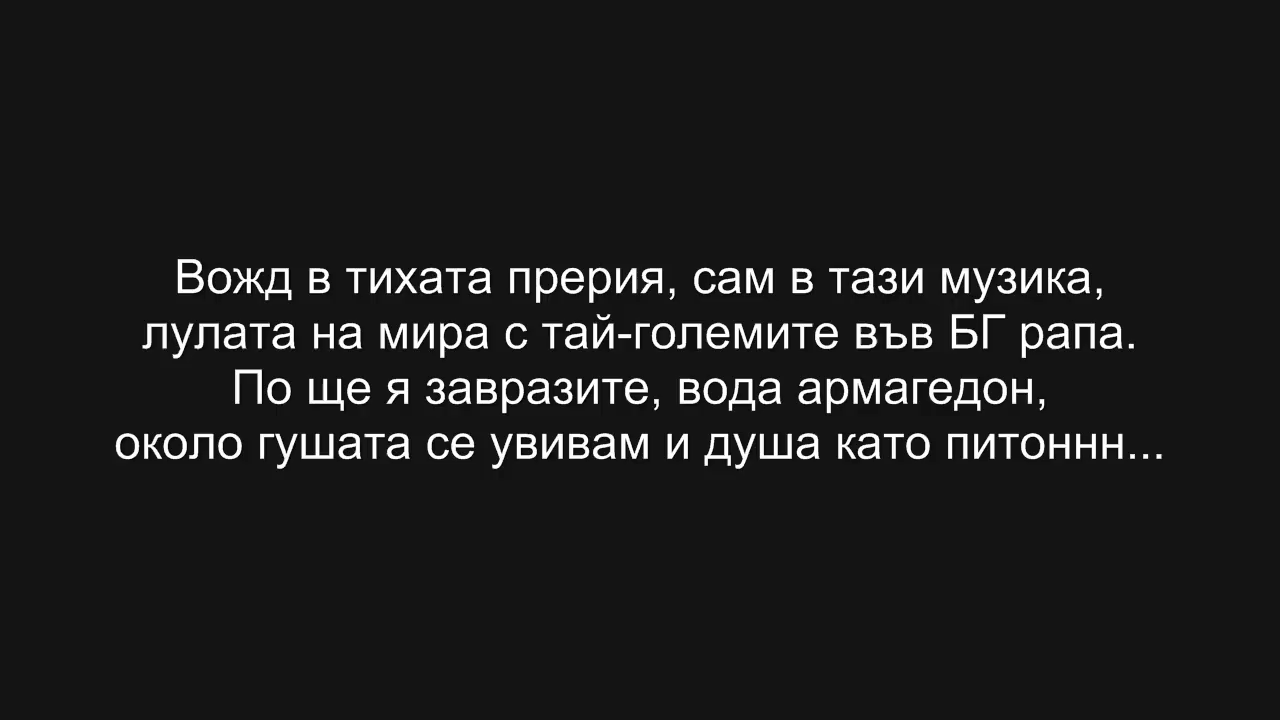 Вожд в тихата прерия, сам в тази музика,
лулата на мира с тай-големите във БГ рапа.
По ще я завразите, вода армагедон,
около гушата се увивам и душа като питоннн...